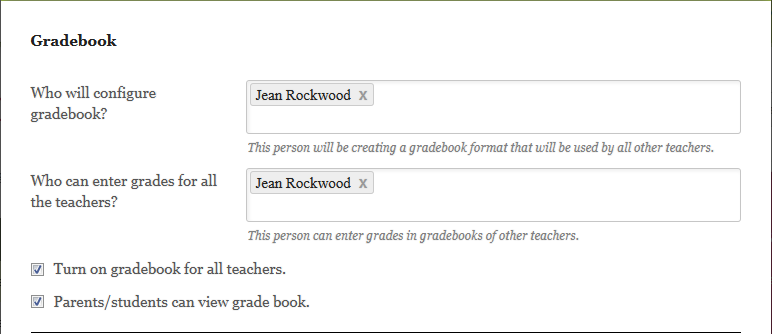 Gradebook
Who will configure
gradebook?
Jean Rockwood x
This person will be creating a gradebook format that will be used by all other teachers.
Who can enter grades for all
the teachers?
Jean Rockwood x
This person can enter grades in gradebooks of other teachers.
Turn on gradebook for all teachers.
Parents/students can view grade book.